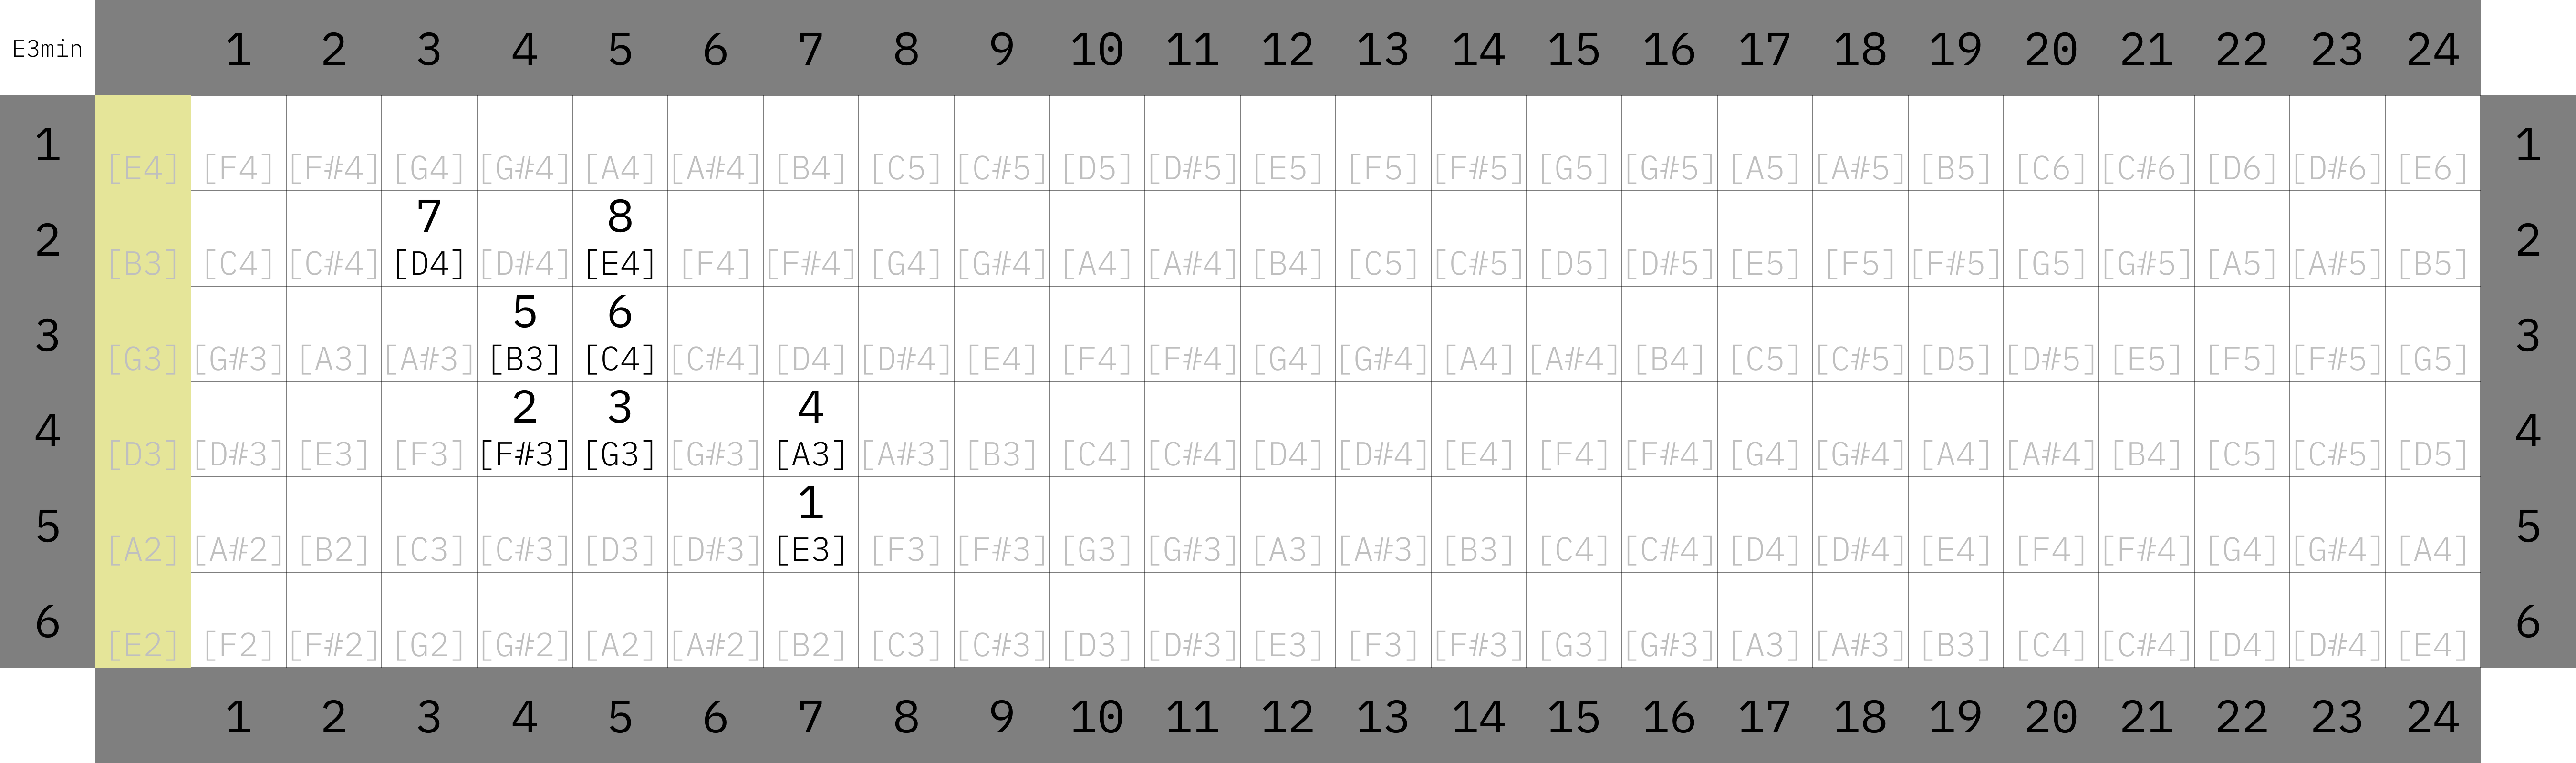 E3min 1 2 3 4 5 6 7 8 9 10 11 12 13 14 15 16 17 18 19 20 21 22 23 24
1 [E4] [F4] [F#4] [G4] [G#4] [A4] [A#4] [B4] [C5] [C#5] [D5] [D#5] [E5] [F5] [F#5] [G5] [G#5] [A5] [A#5] [B5] [C6] [C#6] [D6] [D#6] [E6] 1
7 8
2 [B3] [C4] [C#4] [D4] [D#4] [E4] [F4] [F#4] [G4] [G#4] [A4] [A#4] [B4] [C5] [C#5] [D5] [D#5] [E5] [F5] [F#5] [G5] [G#5] [A5] [A#5] [B5] 2
5 6
3 [G3] [G#3] [A3] [A#3] [B3] [C4] [C#4] [D4] [D#4] [E4] [F4] [F#4] [G4] [G#4] [A4] [A#4] [B4] [C5] [C#5] [D5] [D#5] [E5] [F5] [F#5] [G5] 3
2 3 4
4 [D3] [D#3] [E3] [F3] [F#3] [G3] [G#3] [A3] [A#3] [B3] [C4] [C#4] [D4] [D#4] [E4] [F4] [F#4] [G4] [G#4] [A4] [A#4] [B4] [C5] [C#5] [D5] 4
1
5 [A2] [A#2] [B2] [C3] [C#3] [D3] [D#3] [E3] [F3] [F#3] [G3] [G#3] [A3] [A#3] [B3] [C4] [C#4] [D4] [D#4] [E4] [F4] [F#4] [G4] [G#4] [A4] 5
6 [E2] [F2] [F#2] [G2] [G#2] [A2] [A#2] [B2] [C3] [C#3] [D3] [D#3] [E3] [F3] [F#3] [G3] [G#3] [A3] [A#3] [B3] [C4] [C#4] [D4] [D#4] [E4] 6
1 2 3 4 5 6 7 8 9 10 11 12 13 14 15 16 17 18 19 20 21 22 23 24